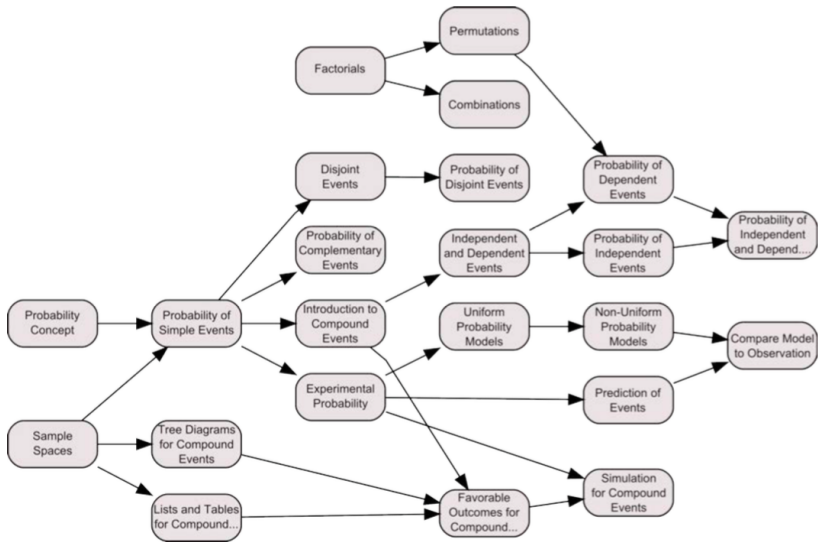 Permutations
Factorials
Combinations
Disjoint
Events
Probability of
Disjoint Events
Probability of
Dependent
Events
Probability of
Complementary
Events
Independent
and Dependent
Events
Probability of
Independent
Events
Probability of
Independent
and Depend....
Probability
Concept
Probability of
Simple Events
Introduction to
Compound
Events
Uniform
Probability
Models
Non-Uniform
Probability
Models
Compare Model
to Observation
Experimental
Probability
Prediction of
Events
Sample
Spaces
Tree Diagrams
for Compound
Events
Lists and Tables
for Compound...
Favorable
Outcomes for
Compound...
Simulation
for Compound
Events